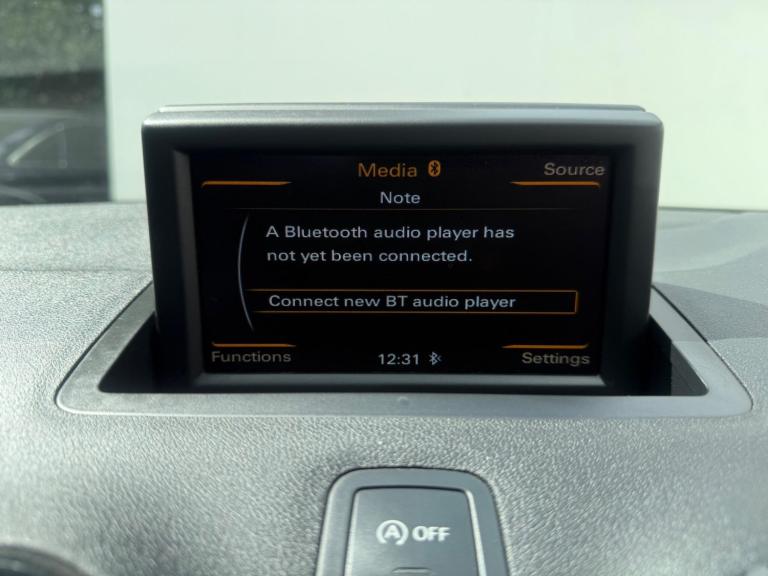 Media
Source
Note
A Bluetooth audio player has
not yet been connected.
Connect new BT audio player
Functions
12:31
Settings
A OFF